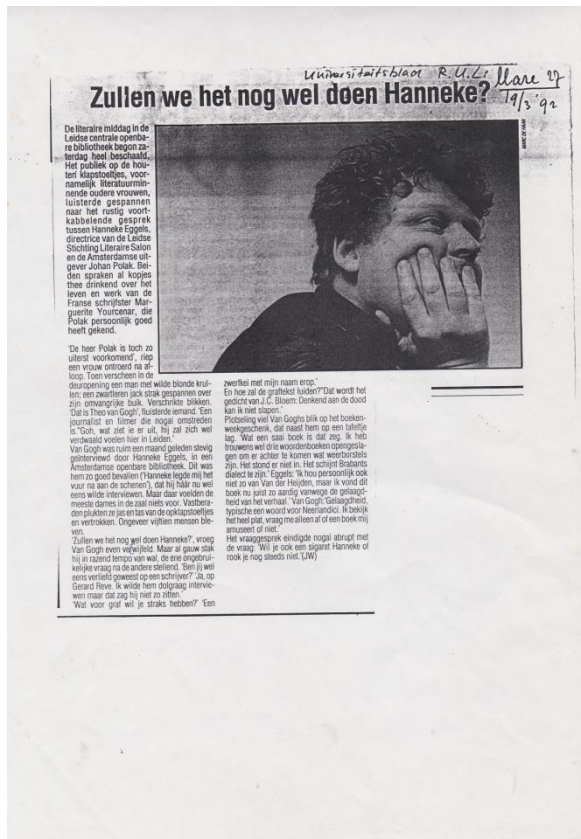 Universiteitsblad R.U.L: Mare 27
19/3 '92
Zullen we het nog wel doen Hanneke?
MARC DE HAAN
De literaire middag in de
Leidse centrale openba-
re bibliotheek begon za-
terdag heel beschaafd.
Het publiek op de hou-
ten klapstoeltjes, voor-
namelijk literatuurmin-
nende oudere vrouwen,
luisterde gespannen
naar het rustig voort-
kabbelende gesprek
tussen Hanneke Eggels,
directrice van de Leidse
Stichting Literaire Salon
en de Amsterdamse uit-
gever Johan Polak. Bei-
den spraken al kopjes
thee drinkend over het
leven en werk van de
Franse schrijfster Mar-
guerite Yourcenar, die
Polak persoonlijk goed
heeft gekend.
'De heer Polak is toch zo
uiterst voorkomend', riep
een vrouw ontroerd na af-
loop. Toen verscheen in de
deuropening een man met wilde blonde krul-
len; een zwartleren jack strak gespannen over
zijn omvangrijke buik. Verschrikte blikken.
'Dat is Theo van Gogh', fluisterde iemand. 'Een
journalist en filmer die nogal omstreden
is.' 'Goh, wat ziet ie er uit, hij zal zich wel
verdwaald voelen hier in Leiden.'
Van Gogh was ruim een maand geleden stevig
geïnterviewd door Hanneke Eggels, in een
Amsterdamse openbare bibliotheek. Dit was
hem zo goed bevallen ('Hanneke legde mij het
vuur na aan de schenen'), dat hij háár nu wel
eens wilde interviewen. Maar daar voelden de
meeste dames in de zaal niets voor. Vastbera-
den plukten ze jas en tas van de opklapstoeltjes
en vertrokken. Ongeveer vijftien mensen ble-
ven.
'Zullen we het nog wel doen Hanneke?', vroeg
Van Gogh even vertwijfeld. Maar al gauw stak
hij in razend tempo van wal, de ene ongebrui-
kelijke vraag na de andere stellend. 'Ben jij wel
eens verliefd geweest op een schrijver?' 'Ja, op
Gerard Reve. Ik wilde hem dolgraag intervie-
wen maar dat zag hij niet zo zitten.'
'Wat voor graf wil je straks hebben?' 'Een
zwerfkei met mijn naam erop.'
En hoe zal de graftekst luiden?' 'Dat wordt het
gedicht van J.C. Bloem: Denkend aan de dood
kan ik niet slapen.'
Plotseling viel Van Goghs blik op het boeken-
weekgeschenk, dat naast hem op een tafeltje
lag. 'Wat een saai boek is dat zeg. Ik heb
trouwens wel drie woordenboeken opengesla-
gen om er achter te komen wat weerborstels
zijn. Het stond er niet in. Het schijnt Brabants
dialect te zijn.' Eggels: 'Ik hou persoonlijk ook
niet zo van Van der Heijden, maar ik vond dit
boek nu juist zo aardig vanwege de gelaagd-
heid van het verhaal.' Van Gogh: 'Gelaagdheid,
typische een woord voor Neerlandici. Ik bekijk
het heel plat, vraag me alleen af of een boek mij
amuseert of niet.'
Het vraaggesprek eindigde nogal abrupt met
de vraag: 'Wil je ook een sigaret Hanneke of
rook je nog steeds niet.' (JW)